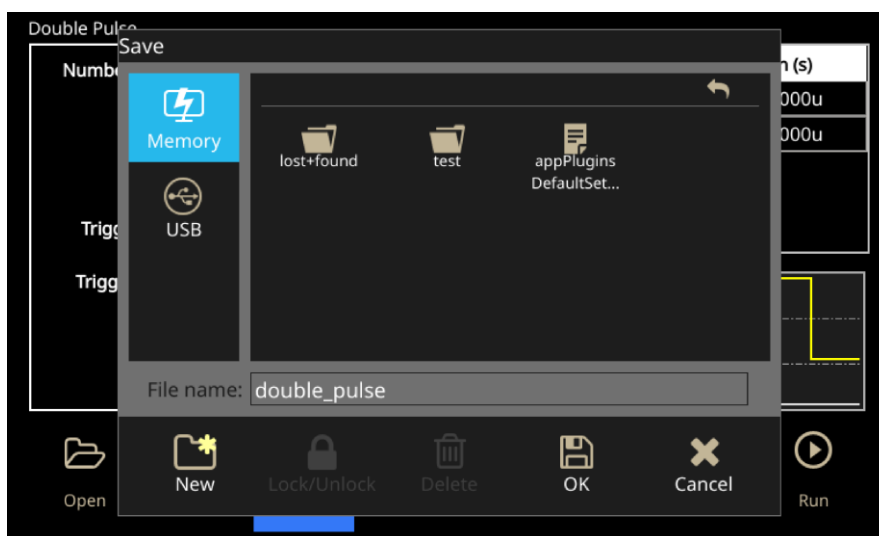 Double Pul
Save
Numb
n (s)
000u
000u
Memory
lost+found
test
appPlugins
DefaultSet...
USB
Trigg
Trigg
File name: double_pulse
Open
New
Lock/Unlock
Delete
OK
Cancel
Run